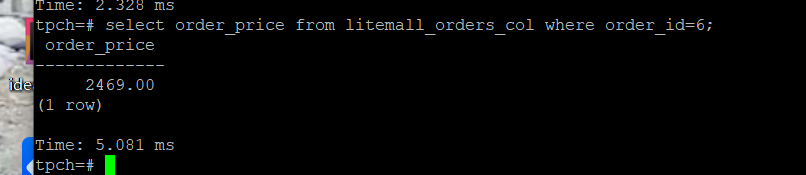 Time: 2.328 ms
tpch=# select order_price from litemall_orders_col where order_id=6;
 order_price
-------------
     2469.00
(1 row)

Time: 5.081 ms
tpch=#
ide